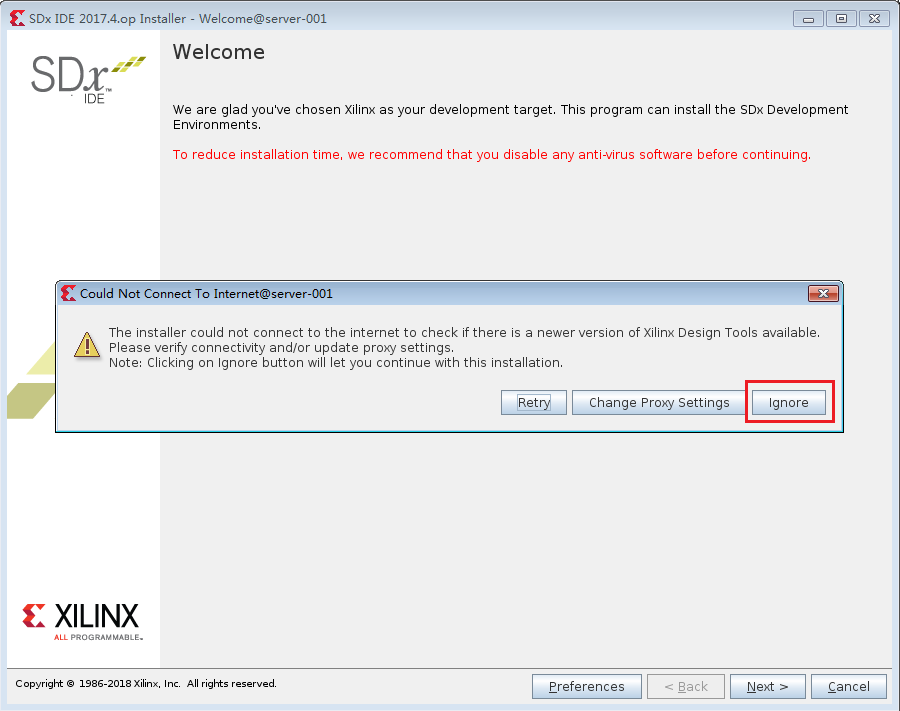 SDx IDE 2017.4.op Installer - Welcome@server-001
SDx™
IDE
Welcome
We are glad you've chosen Xilinx as your development target. This program can install the SDx Development
Environments.
To reduce installation time, we recommend that you disable any anti-virus software before continuing.
Could Not Connect To Internet@server-001
The installer could not connect to the internet to check if there is a newer version of Xilinx Design Tools available.
Please verify connectivity and/or update proxy settings.
Note: Clicking on Ignore button will let you continue with this installation.
Retry Change Proxy Settings Ignore
XILINX
ALL PROGRAMMABLE™
Copyright © 1986-2018 Xilinx, Inc. All rights reserved.
Preferences < Back Next > Cancel